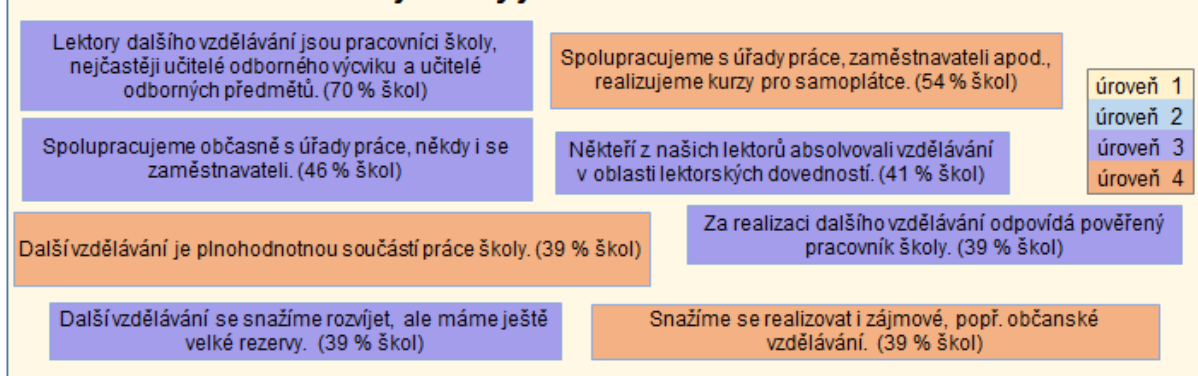 Lektory dalšího vzdělávání jsou pracovníci školy,
nejčastěji učitelé odborného výcviku a učitelé
odborných předmětů. (70 % škol)
Spolupracujeme s úřady práce, zaměstnavateli apod.,
realizujeme kurzy pro samoplátce. (54 % škol)
úroveň 1
úroveň 2
úroveň 3
úroveň 4
Spolupracujeme občasně s úřady práce, někdy i se
zaměstnavateli. (46 % škol)
Někteří z našich lektorů absolvovali vzdělávání
v oblasti lektorských dovedností. (41 % škol)
Další vzdělávání je plnohodnotnou součástí práce školy. (39 % škol)
Za realizaci dalšího vzdělávání odpovídá pověřený
pracovník školy. (39 % škol)
Další vzdělávání se snažíme rozvíjet, ale máme ještě
velké rezervy. (39 % škol)
Snažíme se realizovat i zájmové, popř. občanské
vzdělávání. (39 % škol)